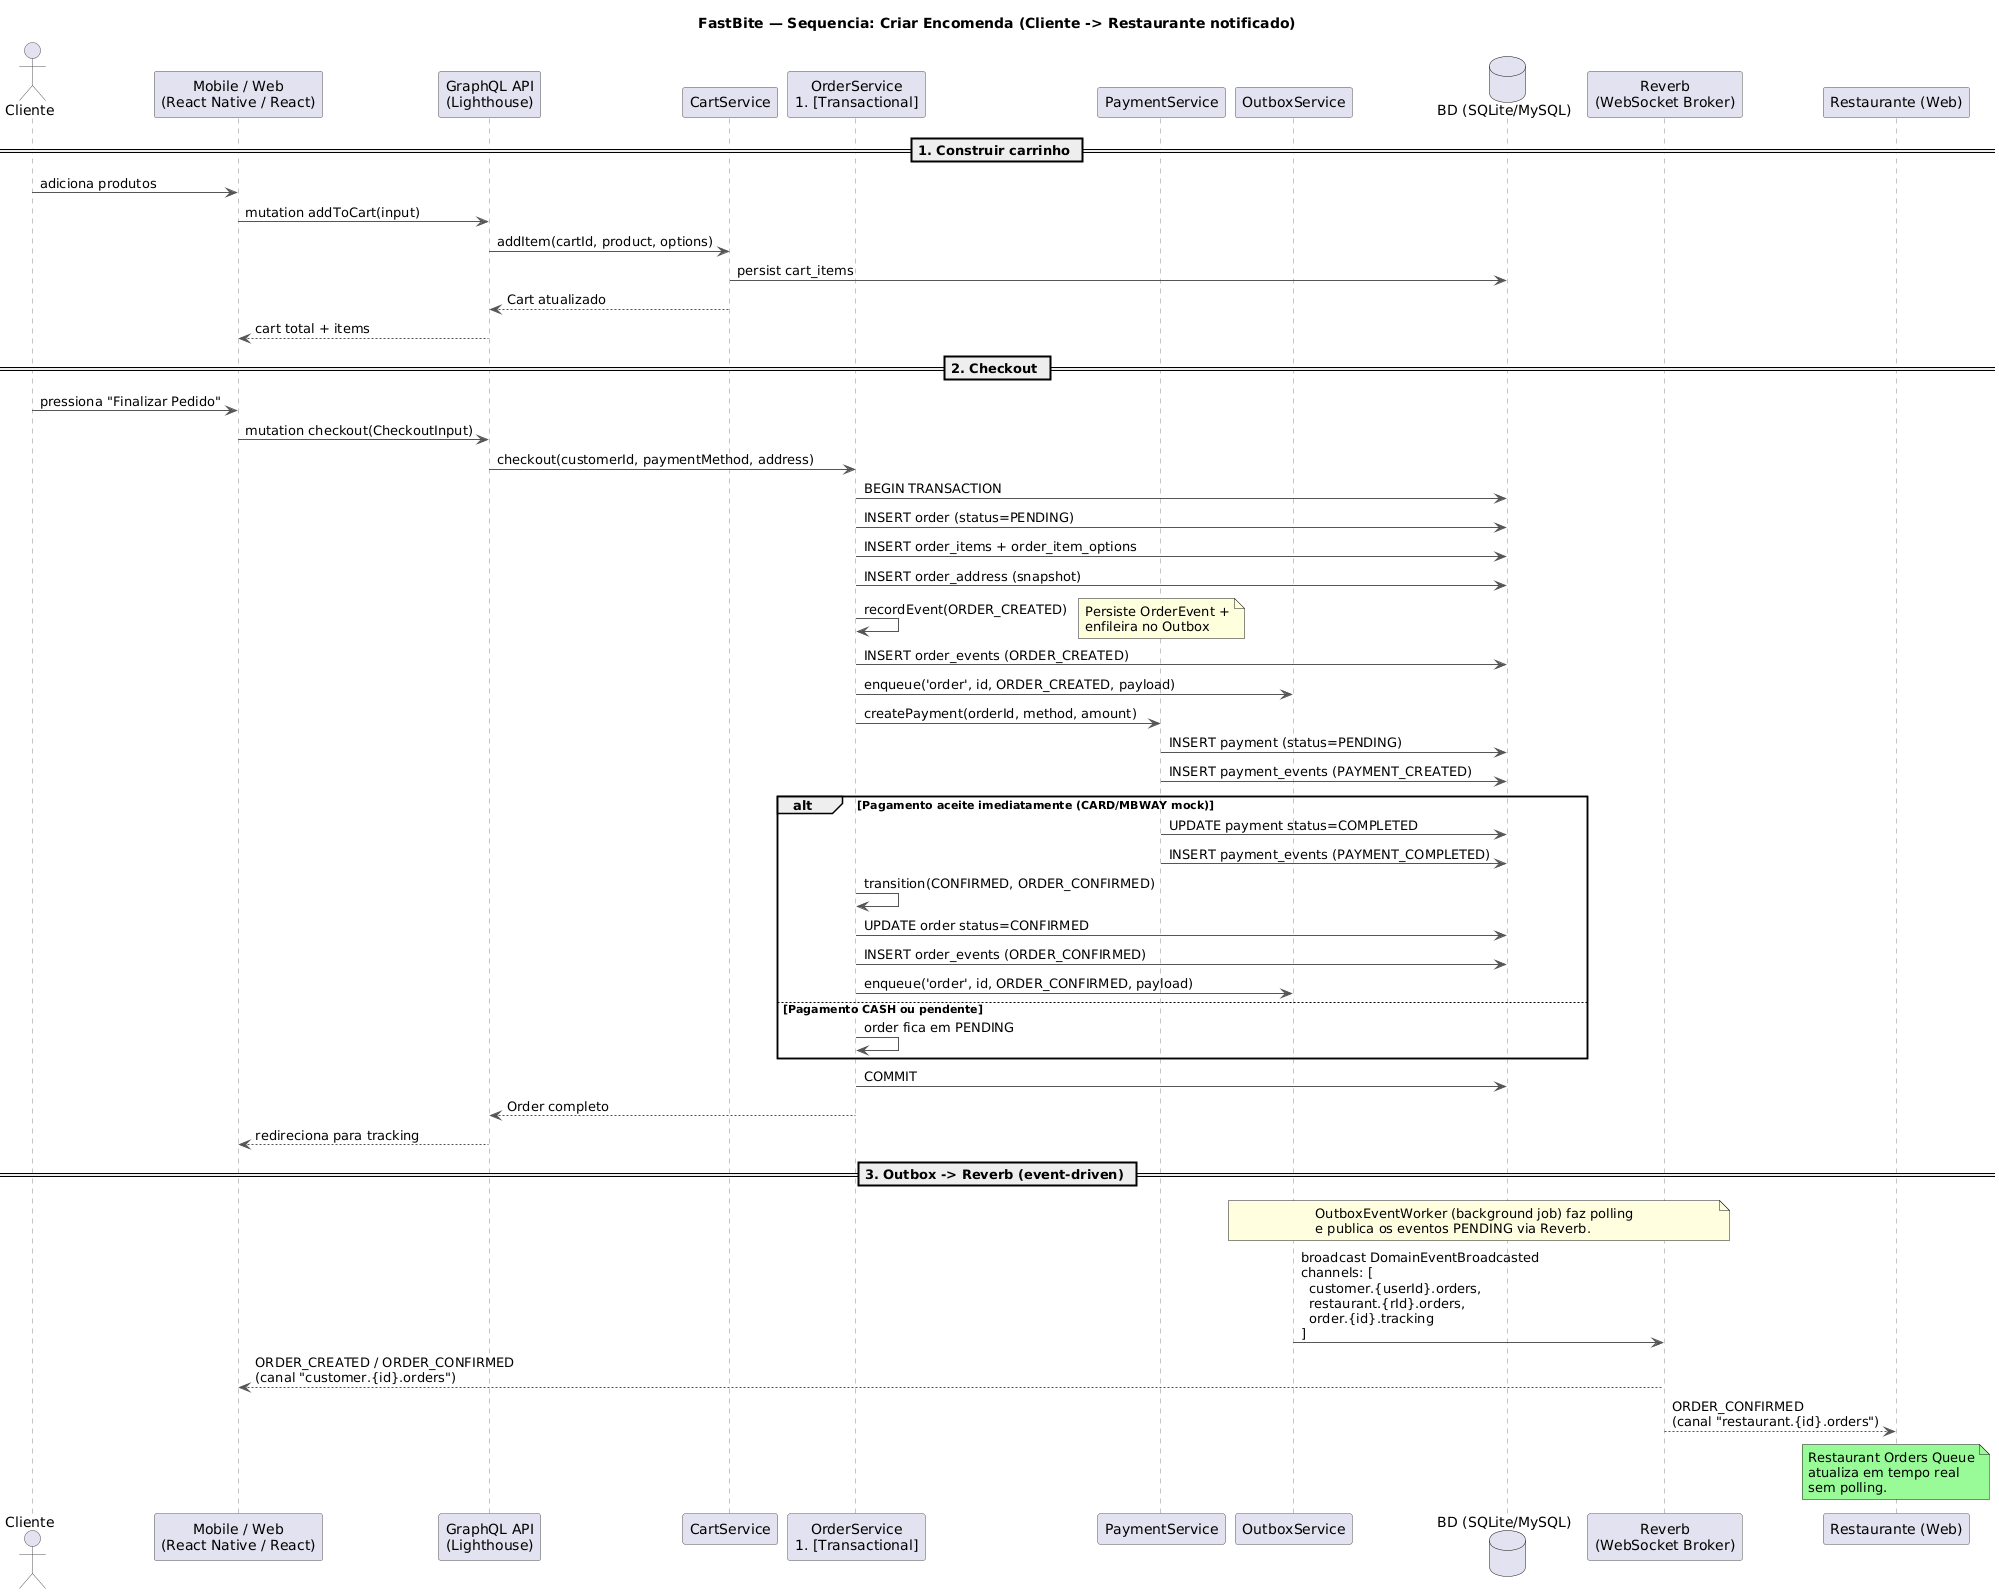 FastBite — Sequencia: Criar Encomenda (Cliente -> Restaurante notificado)
Cliente
Mobile / Web
(React Native / React)
GraphQL API
(Lighthouse)
CartService
OrderService
1. [Transactional]
PaymentService
OutboxService
BD (SQLite/MySQL)
Reverb
(WebSocket Broker)
Restaurante (Web)
1. Construir carrinho
adiciona produtos
mutation addToCart(input)
addItem(cartId, product, options)
persist cart_items
Cart atualizado
cart total + items
2. Checkout
pressiona "Finalizar Pedido"
mutation checkout(CheckoutInput)
checkout(customerId, paymentMethod, address)
BEGIN TRANSACTION
INSERT order (status=PENDING)
INSERT order_items + order_item_options
INSERT order_address (snapshot)
recordEvent(ORDER_CREATED)
Persiste OrderEvent +
enfileira no Outbox
INSERT order_events (ORDER_CREATED)
enqueue('order', id, ORDER_CREATED, payload)
createPayment(orderId, method, amount)
INSERT payment (status=PENDING)
INSERT payment_events (PAYMENT_CREATED)
alt
[Pagamento aceite imediatamente (CARD/MBWAY mock)]
UPDATE payment status=COMPLETED
INSERT payment_events (PAYMENT_COMPLETED)
transition(CONFIRMED, ORDER_CONFIRMED)
UPDATE order status=CONFIRMED
INSERT order_events (ORDER_CONFIRMED)
enqueue('order', id, ORDER_CONFIRMED, payload)
[Pagamento CASH ou pendente]
order fica em PENDING
COMMIT
Order completo
redireciona para tracking
3. Outbox -> Reverb (event-driven)
OutboxEventWorker (background job) faz polling
e publica os eventos PENDING via Reverb.
broadcast DomainEventBroadcasted
channels: [
customer.{userId}.orders,
restaurant.{rId}.orders,
order.{id}.tracking
]
ORDER_CREATED / ORDER_CONFIRMED
(canal "customer.{id}.orders")
ORDER_CONFIRMED
(canal "restaurant.{id}.orders")
Restaurant Orders Queue
atualiza em tempo real
sem polling.
Cliente
Mobile / Web
(React Native / React)
GraphQL API
(Lighthouse)
CartService
OrderService
1. [Transactional]
PaymentService
OutboxService
BD (SQLite/MySQL)
Reverb
(WebSocket Broker)
Restaurante (Web)